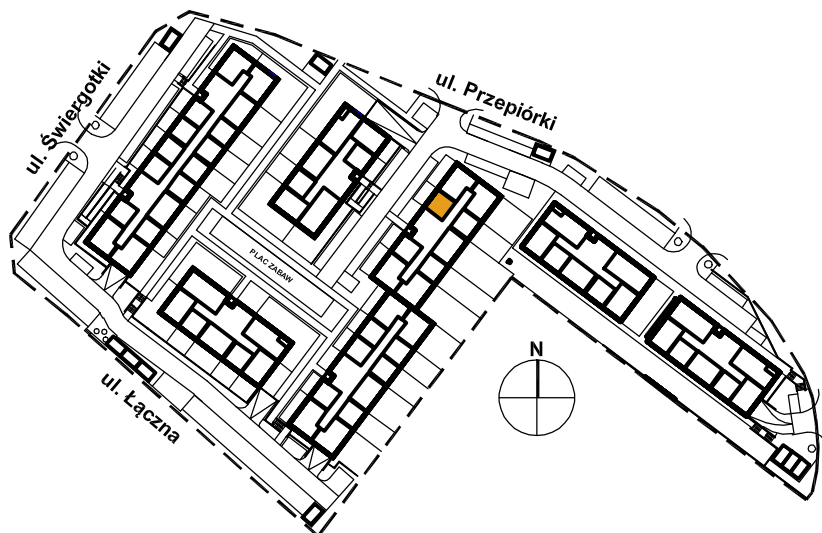 ul. Świergotki
ul. Przepiórki
PLAC ZABAW
N
ul. Łączna